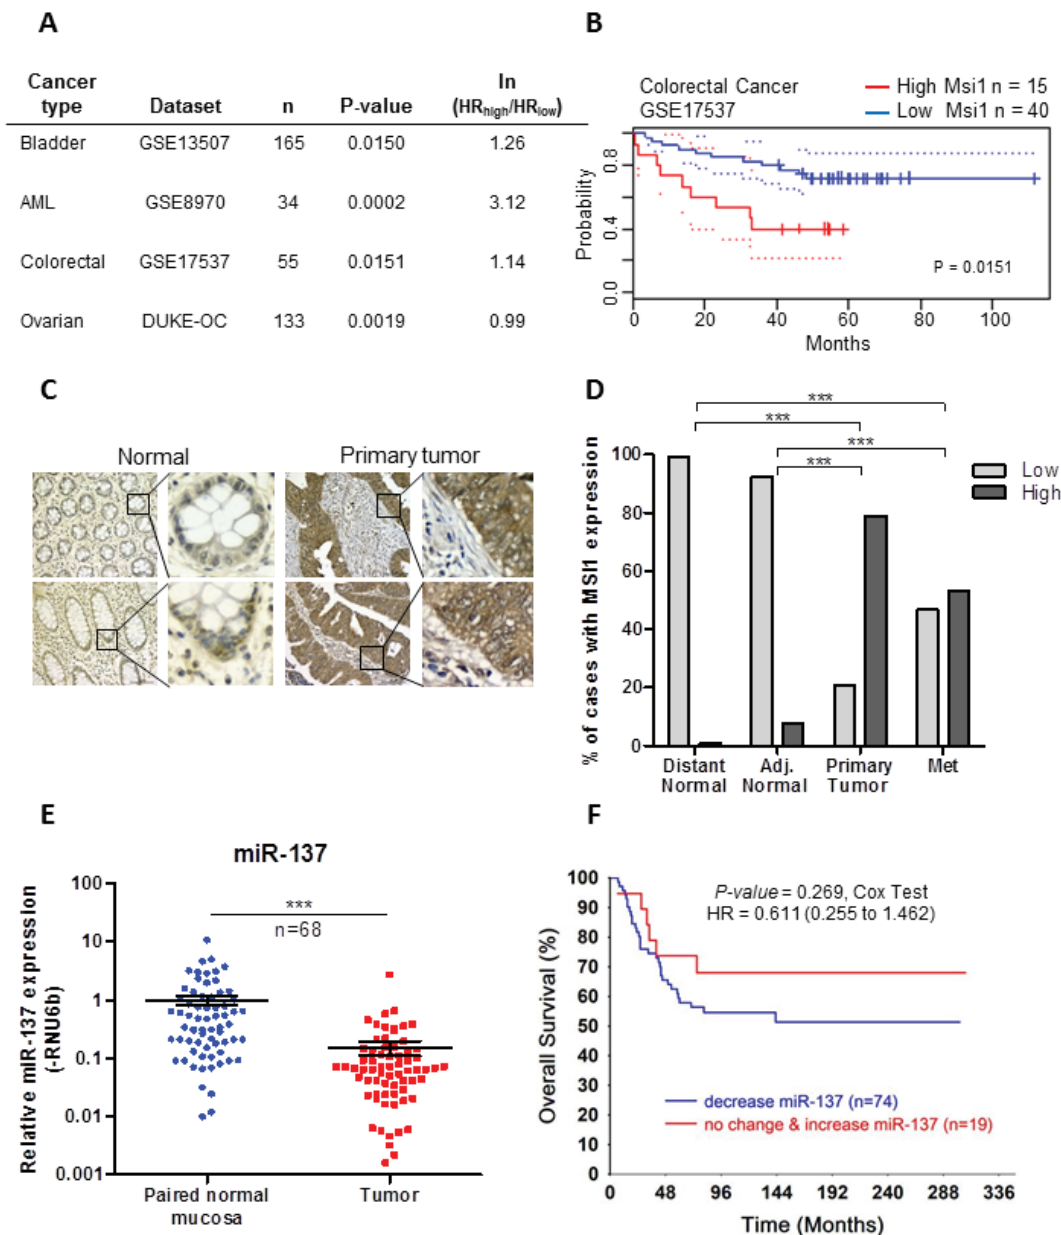 A
Cancer type Dataset n P-value ln (HRhigh/HRlow)
Bladder GSE13507 165 0.0150 1.26
AML GSE8970 34 0.0002 3.12
Colorectal GSE17537 55 0.0151 1.14
Ovarian DUKE-OC 133 0.0019 0.99
B
Colorectal Cancer
GSE17537
High Msi1 n = 15
Low Msi1 n = 40
Probability
0.8
0.4
0.0
P = 0.0151
0 20 40 60 80 100
Months
C
Normal
Primary tumor
D
***
***
***
***
Low
High
% of cases with MSI1 expression
100
80
60
40
20
0
Distant Normal
Adj. Normal
Primary Tumor
Met
E
miR-137
***
n=68
Relative miR-137 expression
(-RNU6b)
100
10
1
0.1
0.01
0.001
Paired normal mucosa
Tumor
F
P-value = 0.269, Cox Test
HR = 0.611 (0.255 to 1.462)
Overall Survival (%)
100
90
80
70
60
50
40
30
20
10
0
decrease miR-137 (n=74)
no change & increase miR-137 (n=19)
0 48 96 144 192 240 288 336
Time (Months)